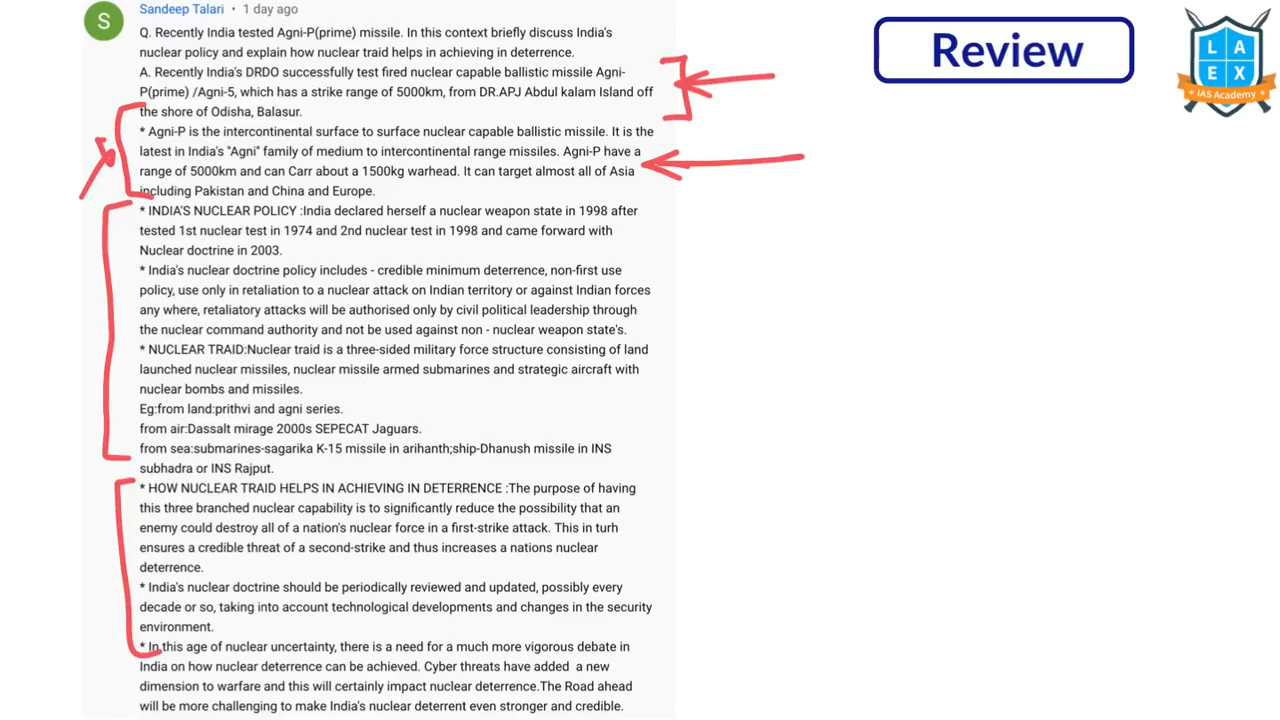 S
Sandeep Talari • 1 day ago
Q. Recently India tested Agni-P(prime) missile. In this context briefly discuss India's
nuclear policy and explain how nuclear traid helps in achieving in deterrence.
A. Recently India's DRDO successfully test fired nuclear capable ballistic missile Agni-
P(prime) /Agni-5, which has a strike range of 5000km, from DR.APJ Abdul kalam Island off
the shore of Odisha, Balasur.
* Agni-P is the intercontinental surface to surface nuclear capable ballistic missile. It is the
latest in India's "Agni" family of medium to intercontinental range missiles. Agni-P have a
range of 5000km and can Carr about a 1500kg warhead. It can target almost all of Asia
including Pakistan and China and Europe.
* INDIA'S NUCLEAR POLICY :India declared herself a nuclear weapon state in 1998 after
tested 1st nuclear test in 1974 and 2nd nuclear test in 1998 and came forward with
Nuclear doctrine in 2003.
* India's nuclear doctrine policy includes - credible minimum deterrence, non-first use
policy, use only in retaliation to a nuclear attack on Indian territory or against Indian forces
any where, retaliatory attacks will be authorised only by civil political leadership through
the nuclear command authority and not be used against non - nuclear weapon state's.
* NUCLEAR TRAID:Nuclear traid is a three-sided military force structure consisting of land
launched nuclear missiles, nuclear missile armed submarines and strategic aircraft with
nuclear bombs and missiles.
Eg:from land:prithvi and agni series.
from air:Dassalt mirage 2000s SEPECAT Jaguars.
from sea:submarines-sagarika K-15 missile in arihanth;ship-Dhanush missile in INS
subhadra or INS Rajput.
* HOW NUCLEAR TRAID HELPS IN ACHIEVING IN DETERRENCE :The purpose of having
this three branched nuclear capability is to significantly reduce the possibility that an
enemy could destroy all of a nation's nuclear force in a first-strike attack. This in turh
ensures a credible threat of a second-strike and thus increases a nations nuclear
deterrence.
* India's nuclear doctrine should be periodically reviewed and updated, possibly every
decade or so, taking into account technological developments and changes in the security
environment.
* In this age of nuclear uncertainty, there is a need for a much more vigorous debate in
India on how nuclear deterrence can be achieved. Cyber threats have added a new
dimension to warfare and this will certainly impact nuclear deterrence.The Road ahead
will be more challenging to make India's nuclear deterrent even stronger and credible.
Review
L A
E X
IAS Academy